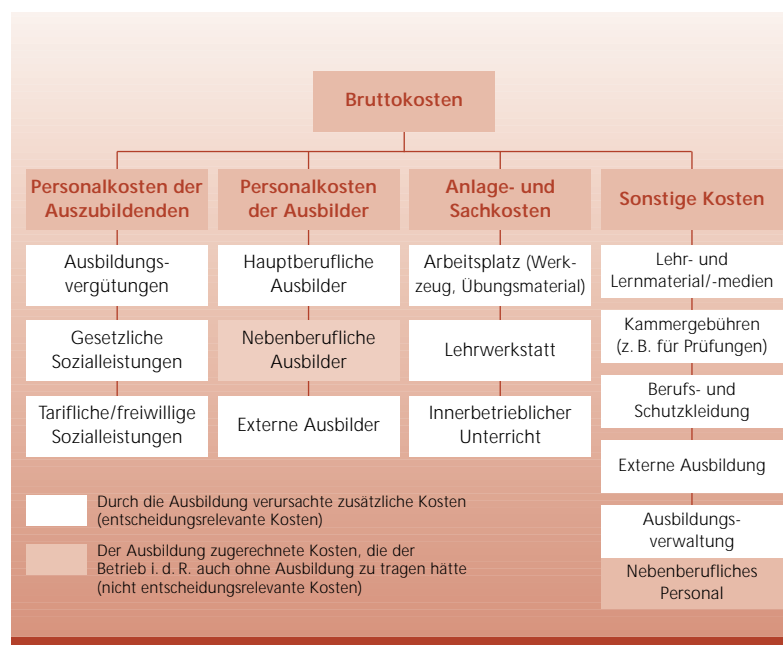 Bruttokosten
Personalkosten der
Auszubildenden
Ausbildungs-
vergütungen
Gesetzliche
Sozialleistungen
Tarifliche/freiwillige
Sozialleistungen
Personalkosten
der Ausbilder
Hauptberufliche
Ausbilder
Nebenberufliche
Ausbilder
Externe Ausbilder
Anlage- und
Sachkosten
Arbeitsplatz (Werk-
zeug, Übungsmaterial)
Lehrwerkstatt
Innerbetrieblicher
Unterricht
Sonstige Kosten
Lehr- und
Lernmaterial/-medien
Kammergebühren
(z. B. für Prüfungen)
Berufs- und
Schutzkleidung
Externe Ausbildung
Ausbildungs-
verwaltung
Nebenberufliches
Personal
Durch die Ausbildung verursachte zusätzliche Kosten
(entscheidungsrelevante Kosten)
Der Ausbildung zugerechnete Kosten, die der
Betrieb i. d. R. auch ohne Ausbildung zu tragen hätte
(nicht entscheidungsrelevante Kosten)